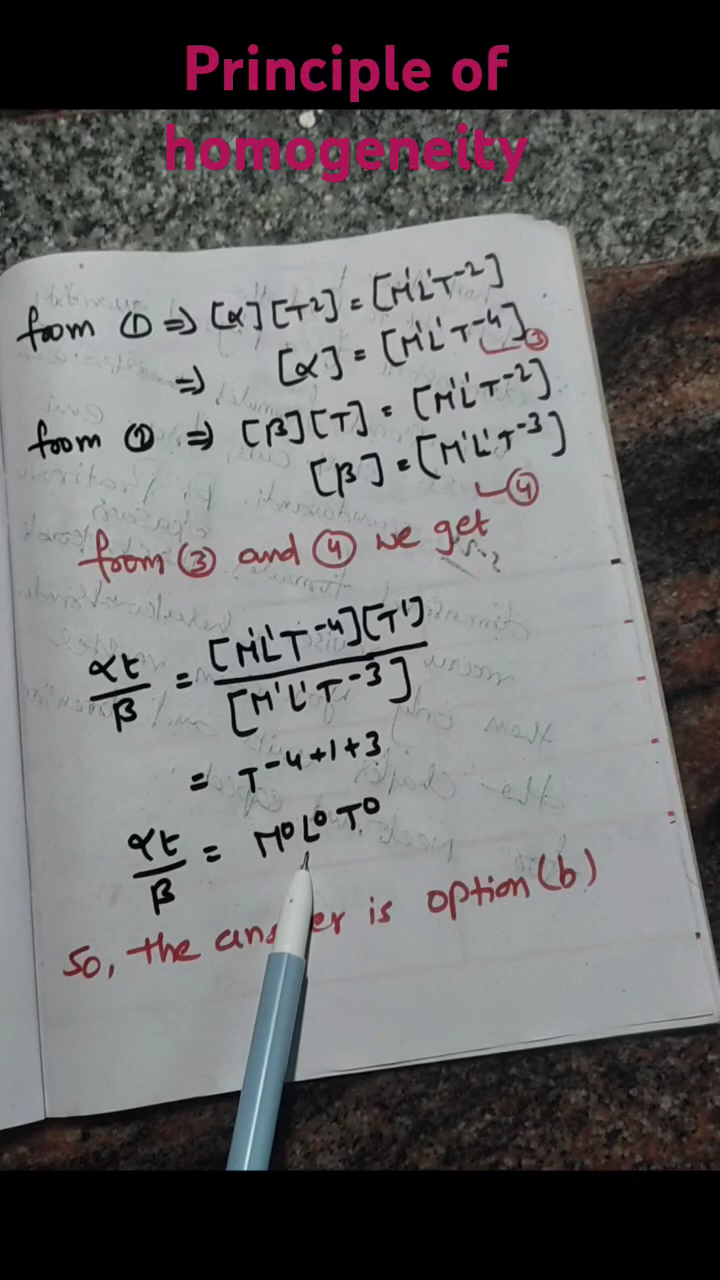 Principle of
homogeneity
from ① ⇒ [α][T²] = [M¹L¹T⁻²]
⇒ [α] = [M¹L¹T⁻⁴]
③
from ① ⇒ [β][T] = [M¹L¹T⁻²]
[β] = [M¹L¹T⁻³]
④
from ③ and ④ we get
αt/β = [M¹L¹T⁻⁴][T¹]/[M¹L¹T⁻³]
= T⁻⁴⁺¹⁺³
αt/β = M⁰L⁰T⁰
So, the answer is option (b)